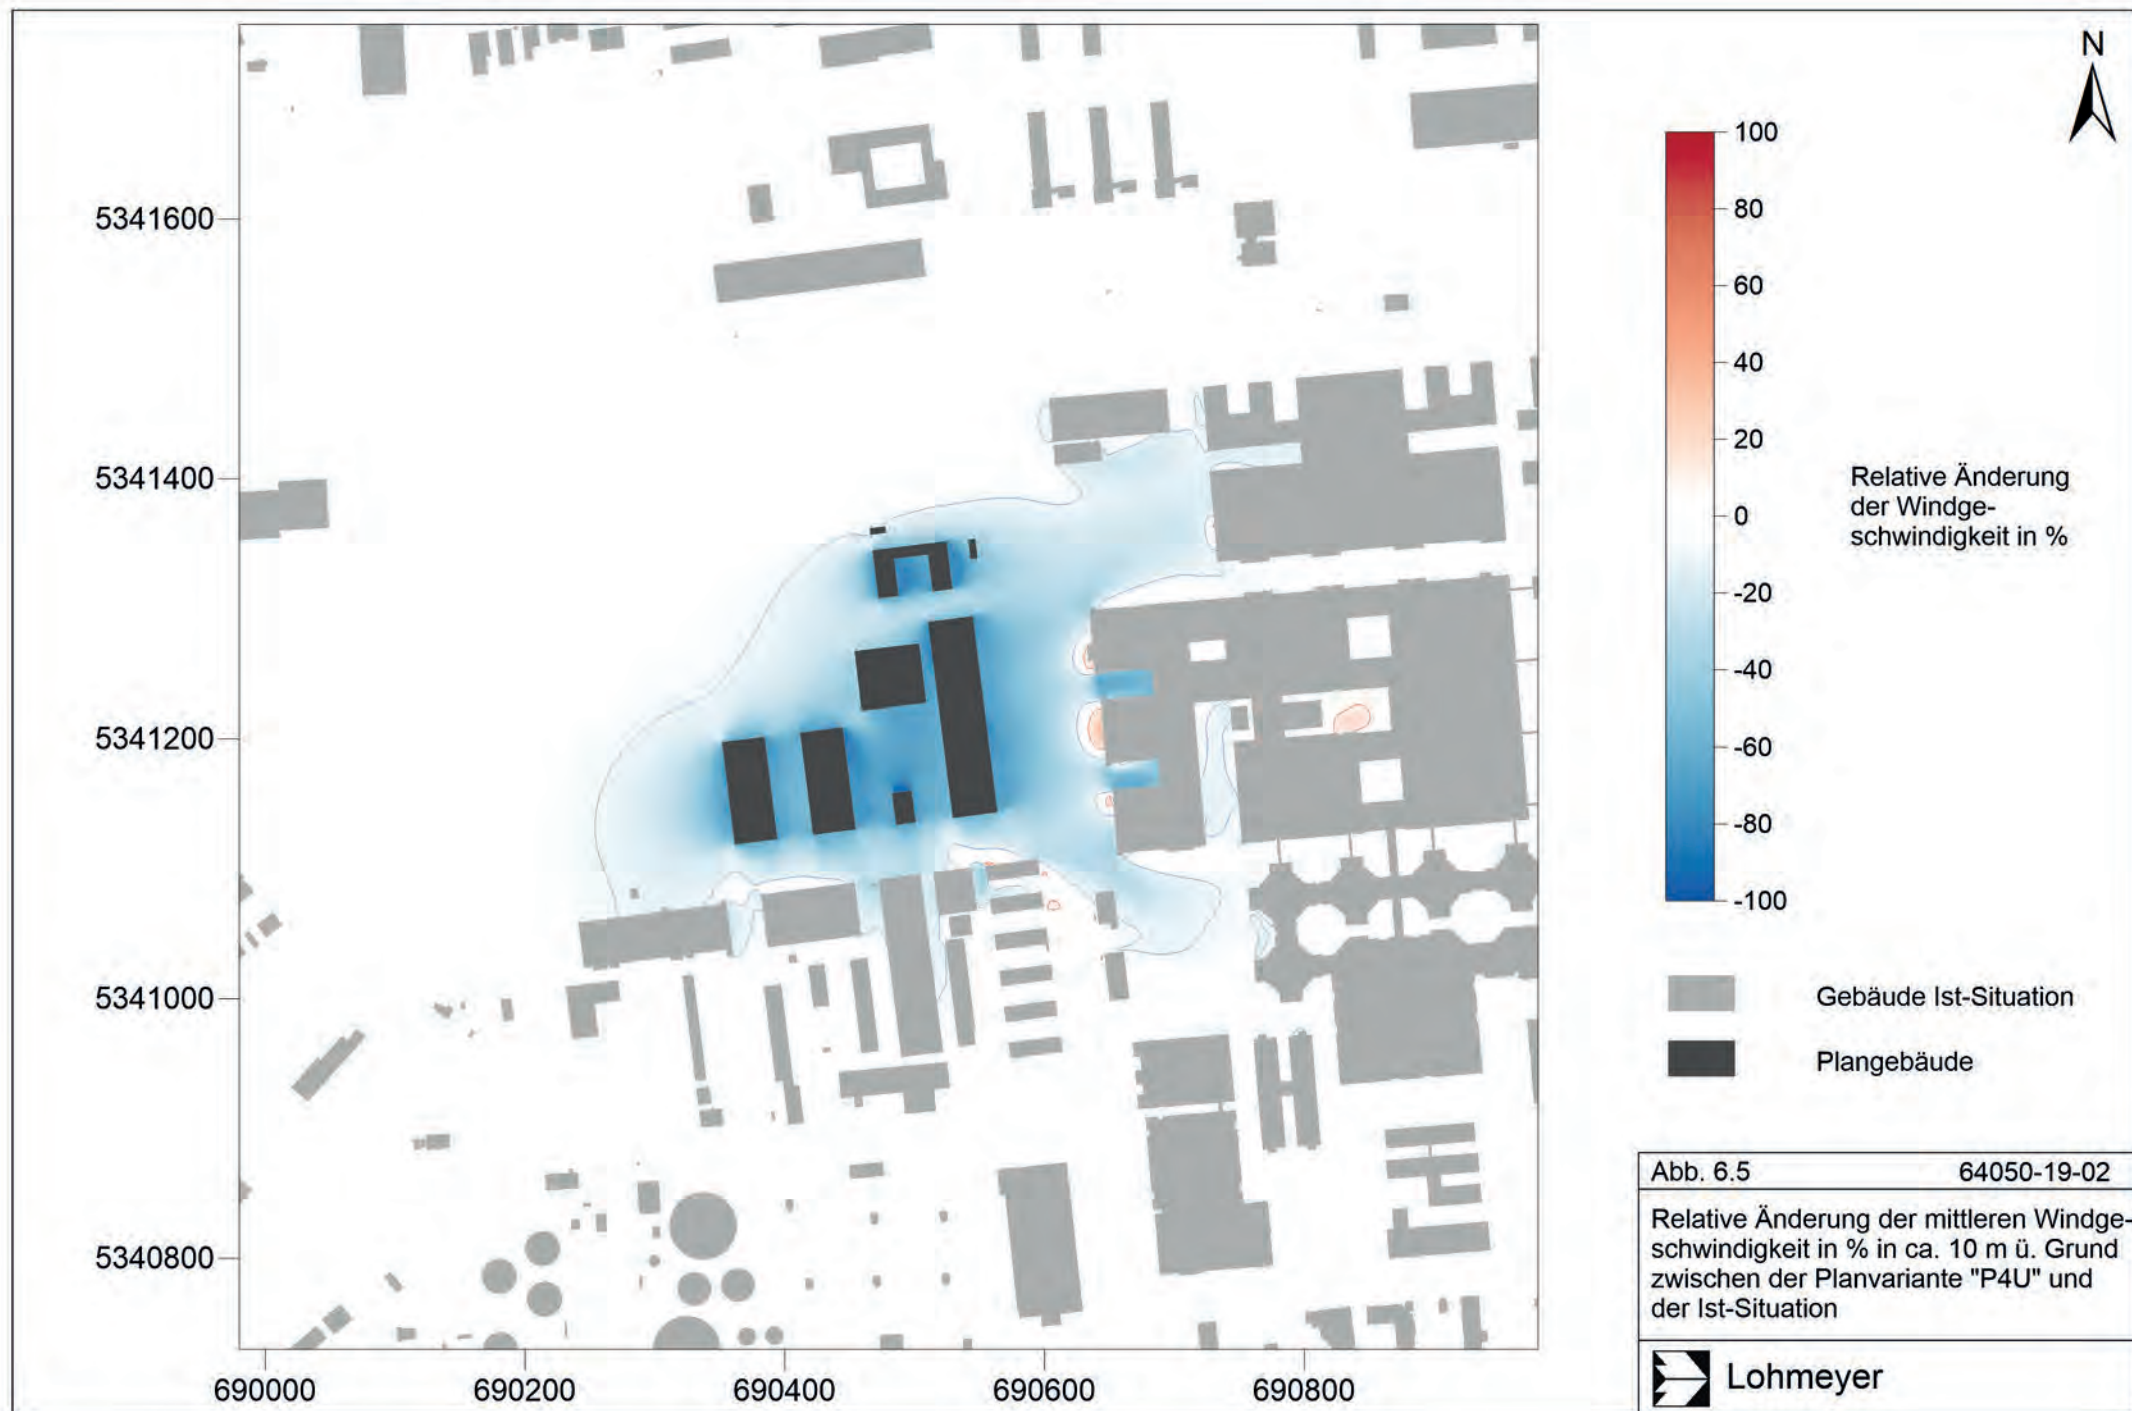 N
5341600
5341400
5341200
5341000
5340800
690000
690200
690400
690600
690800
100
80
60
40
20
0
-20
-40
-60
-80
-100
Relative Änderung
der Windge-
schwindigkeit in %
Gebäude Ist-Situation
Plangebäude
Abb. 6.5 64050-19-02
Relative Änderung der mittleren Windge-
schwindigkeit in % in ca. 10 m ü. Grund
zwischen der Planvariante "P4U" und
der Ist-Situation
Lohmeyer